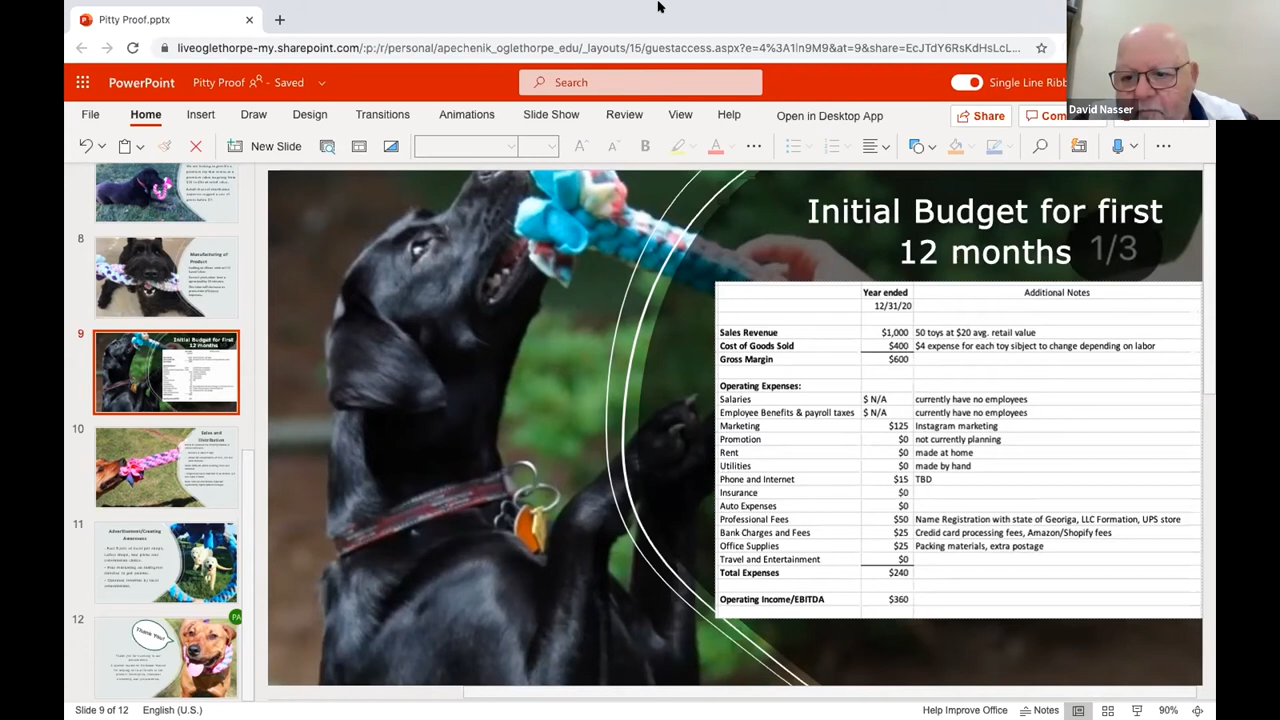 Pitty Proof.pptx
liveoglethorpe-my.sharepoint.com/:p:/r/personal/apechenik_oglethorpe_edu/_layouts/15/guestaccess.aspx?e=4%3A1ln9M9&at=9&share=EcJTdY6RsKdHsLcL...
PowerPoint Pitty Proof - Saved Search Single Line Ribb
David Nasser
File Home Insert Draw Design Transitions Animations Slide Show Review View Help Open in Desktop App Share Com
New Slide B A
8
Manufacturing of
Product
9
Initial Budget for first
12 months
10
Sales and
Distribution
11
Advertisement/Creating
Awareness
12
PA
Thank You!
Initial Budget for first
12 months 1/3
Year ended Additional Notes
12/31/20
Sales Revenue $1,000 50 toys at $20 avg. retail value
Cost of Goods Sold $400 $4 expense for each toy sibject to change depending on labor
Gross Margin $600
Operating Expenses:
Salaries $ N/A currently have no employees
Employee Benefits & payroll taxes $ N/A currently have no employees
Marketing $125 Instagram marketing
Promotion $0 not currently planning
Rent $0 made at home
Utilities $0 made by hand
Phone and Internet $15 TBD
Insurance $0
Auto Expenses $0
Professional Fees $50 Name Registration with state of Georiga, LLC Formation, UPS store
Bank Charges and Fees $25 Credid card processing fees, Amazon/Shopify fees
Office Supplies $25 Packing materials, extra postage
Travel and Entertainment $0
Total Expenses $240
Operating Income/EBITDA $360
Slide 9 of 12 English (U.S.) Help Improve Office Notes 90%